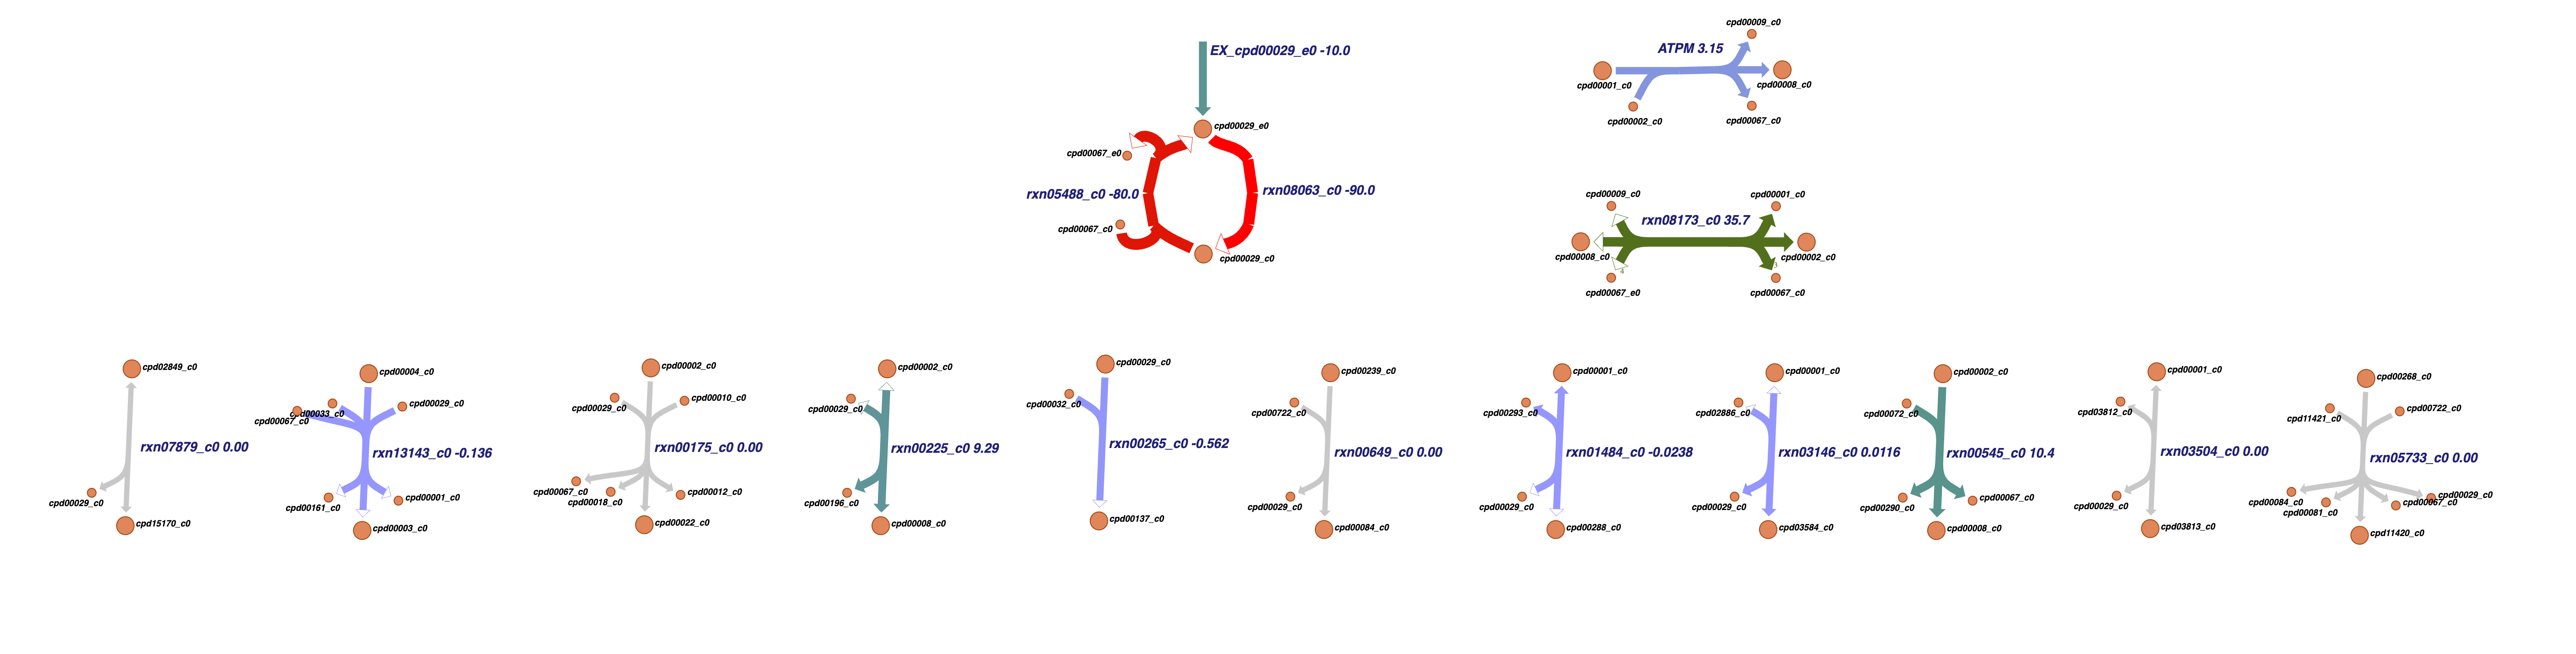 EX_cpd00029_e0 -10.0
cpd00029_e0
cpd00067_e0
rxn05488_c0 -80.0
rxn08063_c0 -90.0
cpd00067_c0
cpd00029_c0
cpd00009_c0
ATPM 3.15
cpd00001_c0
cpd00008_c0
cpd00002_c0
cpd00067_c0
cpd00009_c0
cpd00001_c0
rxn08173_c0 35.7
cpd00008_c0
cpd00002_c0
4
3
cpd00067_e0
cpd00067_c0
cpd02849_c0
rxn07879_c0 0.00
cpd00029_c0
cpd15170_c0
cpd00004_c0
cpd00033_c0
cpd00029_c0
cpd00067_c0
rxn13143_c0 -0.136
cpd00161_c0
cpd00001_c0
cpd00003_c0
cpd00002_c0
cpd00029_c0
cpd00010_c0
rxn00175_c0 0.00
cpd00067_c0
cpd00018_c0
cpd00012_c0
cpd00022_c0
cpd00002_c0
cpd00029_c0
rxn00225_c0 9.29
cpd00196_c0
cpd00008_c0
cpd00029_c0
cpd00032_c0
rxn00265_c0 -0.562
cpd00137_c0
cpd00239_c0
cpd00722_c0
rxn00649_c0 0.00
cpd00029_c0
cpd00084_c0
cpd00001_c0
cpd00293_c0
rxn01484_c0 -0.0238
cpd00029_c0
cpd00288_c0
cpd00001_c0
cpd02886_c0
rxn03146_c0 0.0116
cpd00029_c0
cpd03584_c0
cpd00002_c0
cpd00072_c0
rxn00545_c0 10.4
cpd00290_c0
cpd00067_c0
cpd00008_c0
cpd00001_c0
cpd03812_c0
rxn03504_c0 0.00
cpd00029_c0
cpd03813_c0
cpd00268_c0
cpd11421_c0
cpd00722_c0
rxn05733_c0 0.00
cpd00084_c0
cpd00081_c0
cpd00067_c0
cpd00029_c0
cpd11420_c0